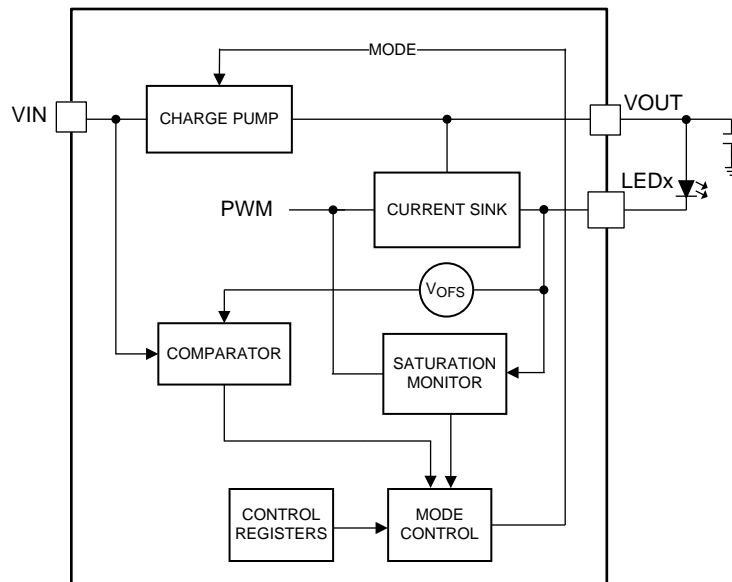 MODE
VIN
CHARGE PUMP
VOUT
LEDx
PWM
CURRENT SINK
VOFS
COMPARATOR
SATURATION
MONITOR
CONTROL
REGISTERS
MODE
CONTROL